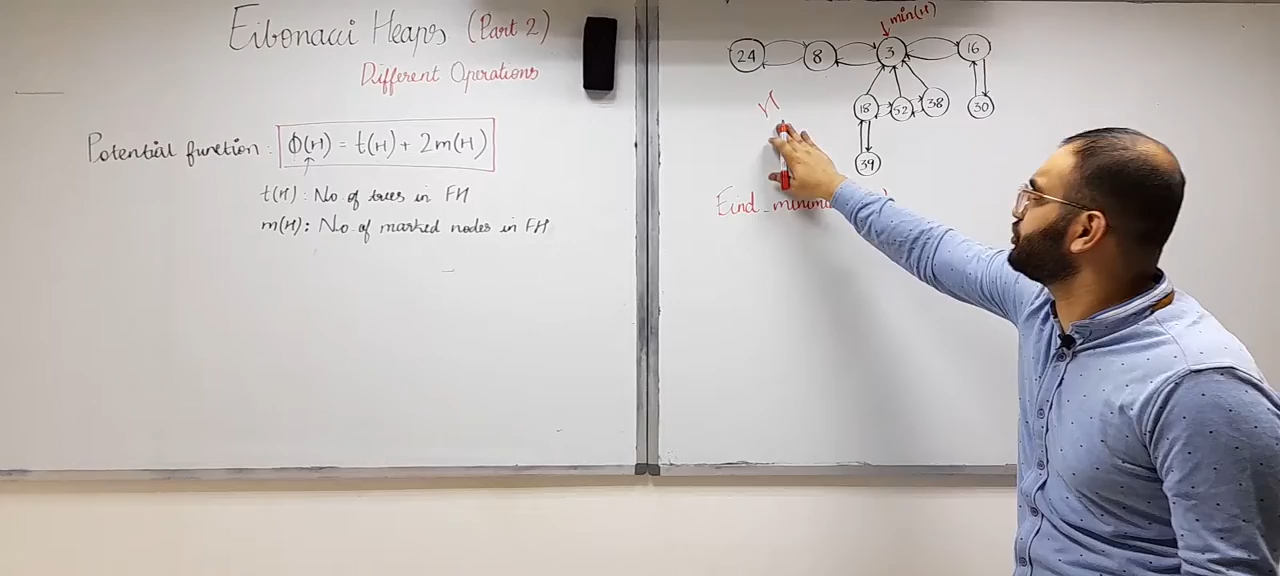 Fibonacci Heaps (Part 2)
Different Operations
Potential function: Φ(H) = t(H) + 2m(H)
t(H): No of trees in FH
m(H): No of marked nodes in FH
min(H)
24 8 3 16
18 52 38 30
39
H
Find_minimu